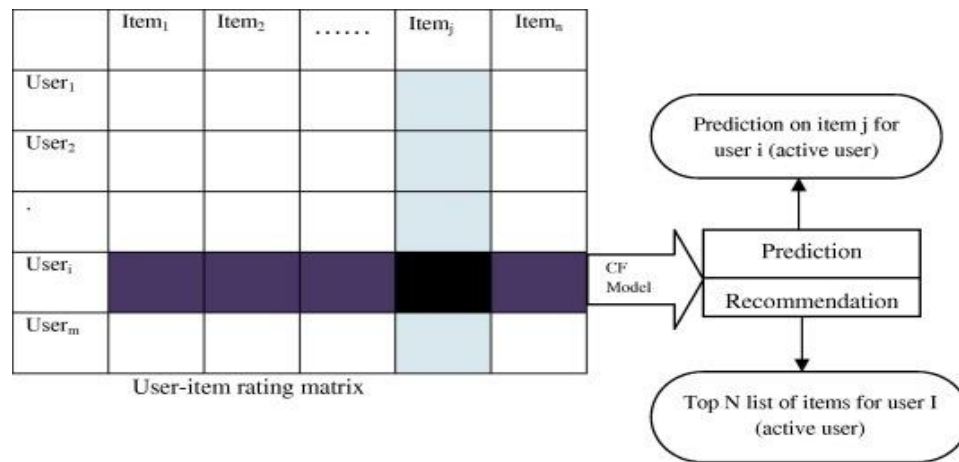 Item₁ Item₂ ...... Itemⱼ Itemₙ
User₁
User₂
.
Userᵢ
Userₘ
User-item rating matrix
CF
Model
Prediction on item j for
user i (active user)
Prediction
Recommendation
Top N list of items for user I
(active user)